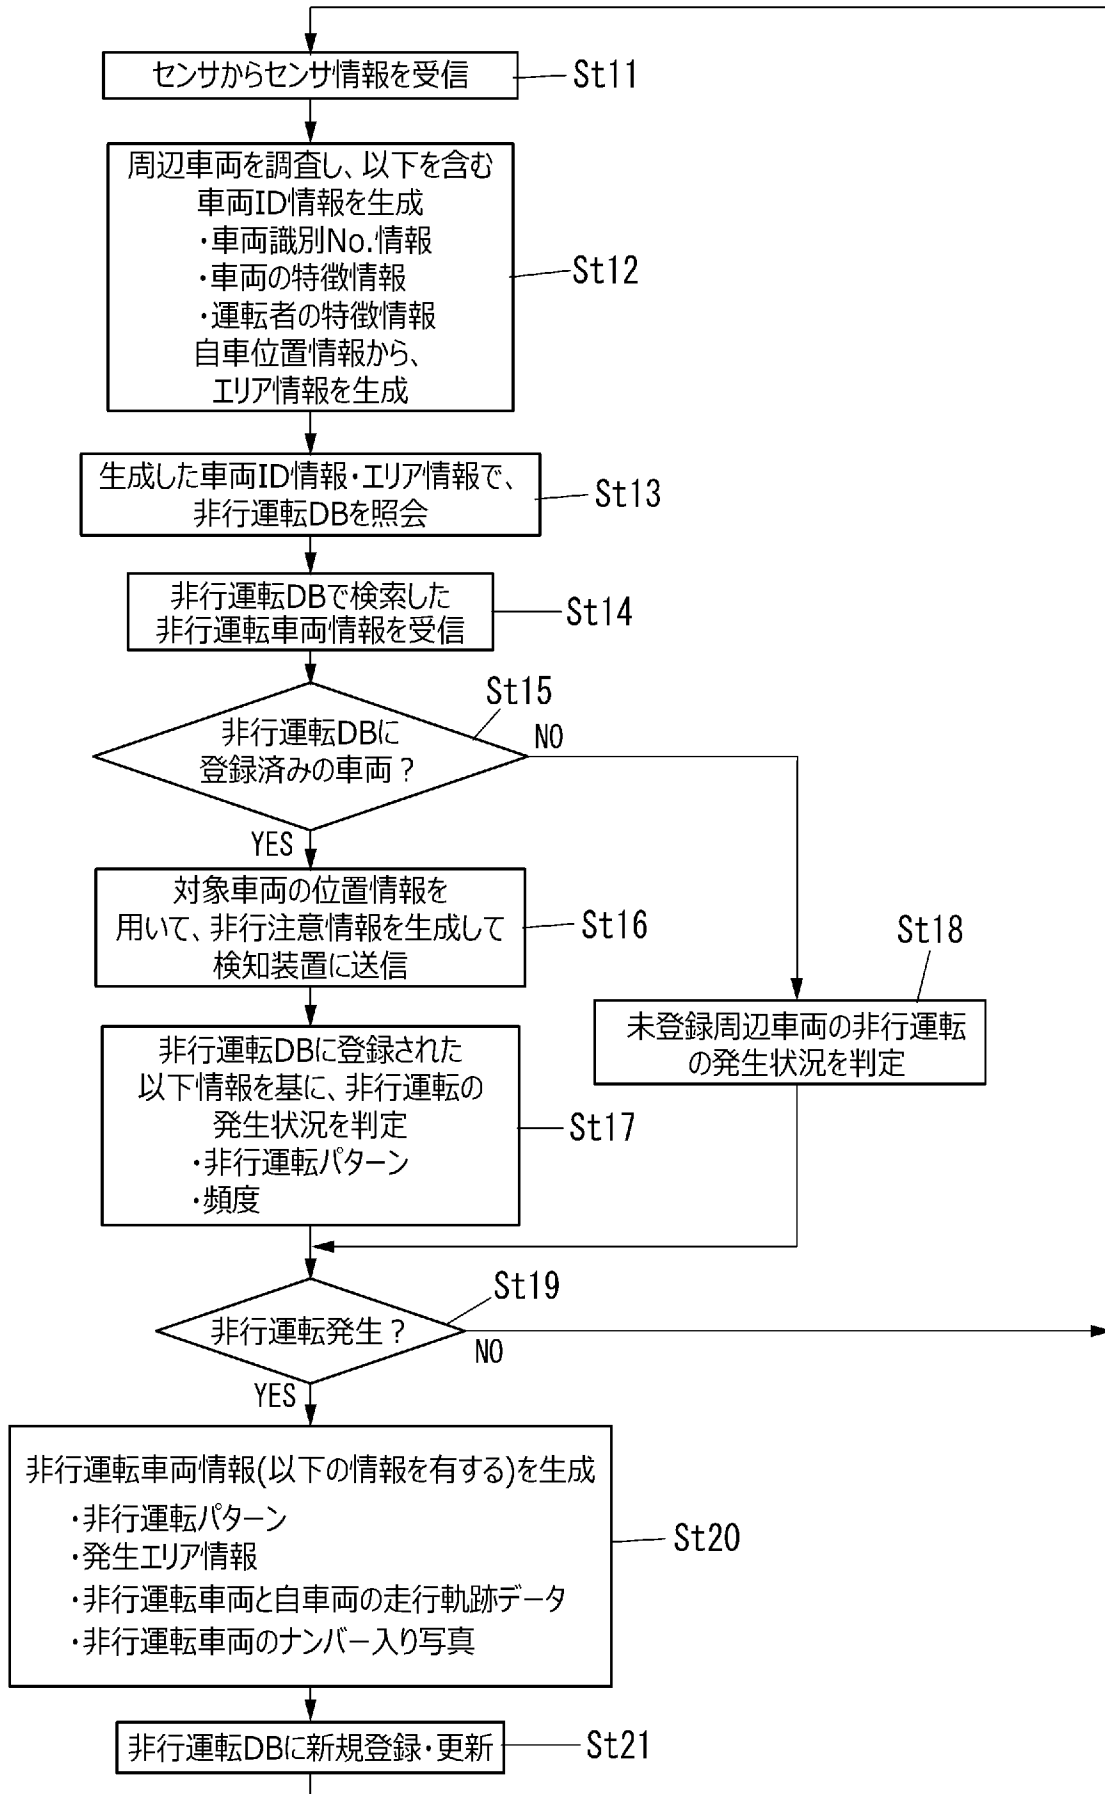 センサからセンサ情報を受信
St11
周辺車両を調査し、以下を含む
車両ID情報を生成
・車両識別No.情報
・車両の特徴情報
・運転者の特徴情報
自車位置情報から、
エリア情報を生成
St12
生成した車両ID情報・エリア情報で、
非行運転DBを照会
St13
非行運転DBで検索した
非行運転車両情報を受信
St14
St15
非行運転DBに
登録済みの車両？
NO
YES
対象車両の位置情報を
用いて、非行注意情報を生成して
検知装置に送信
St16
St18
未登録周辺車両の非行運転
の発生状況を判定
非行運転DBに登録された
以下情報を基に、非行運転の
発生状況を判定
・非行運転パターン
・頻度
St17
St19
非行運転発生？
NO
YES
非行運転車両情報(以下の情報を有する)を生成
・非行運転パターン
・発生エリア情報
・非行運転車両と自車両の走行軌跡データ
・非行運転車両のナンバー入り写真
St20
非行運転DBに新規登録・更新
St21